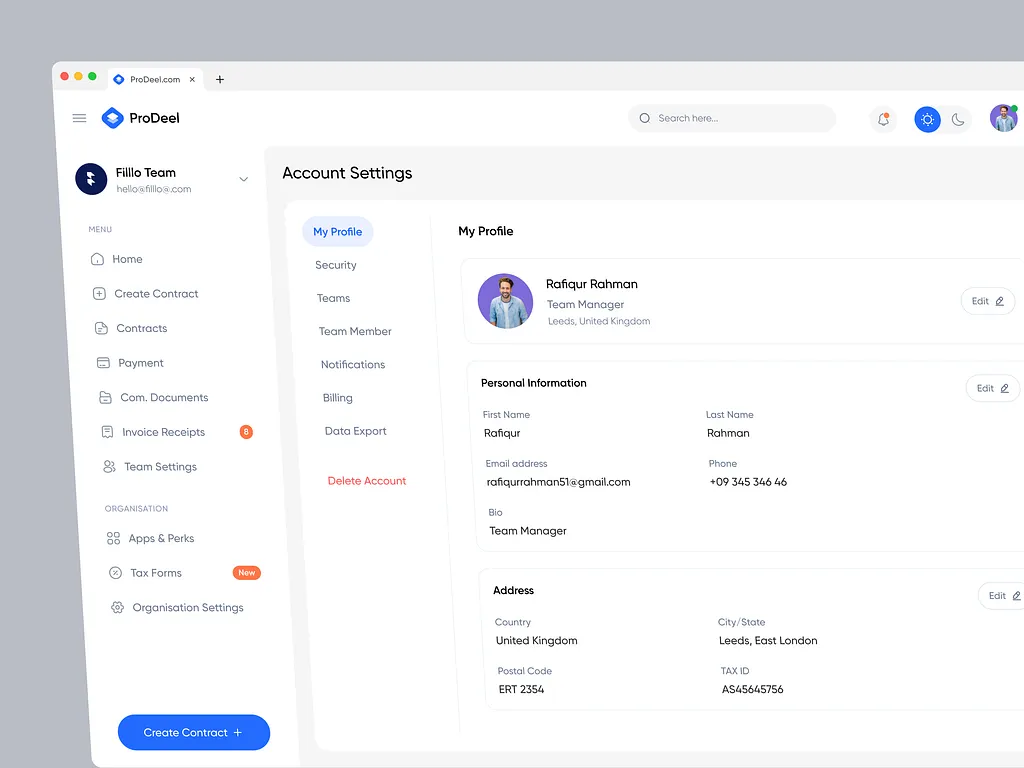 ProDeel.com
ProDeel
Search here...
Filllo Team
hello@filllo@.com
MENU
Home
Create Contract
Contracts
Payment
Com. Documents
Invoice Receipts
8
Team Settings
ORGANISATION
Apps & Perks
Tax Forms
New
Organisation Settings
Create Contract +
Account Settings
My Profile
Security
Teams
Team Member
Notifications
Billing
Data Export
Delete Account
My Profile
Rafiqur Rahman
Team Manager
Leeds, United Kingdom
Edit
Personal Information
Edit
First Name
Last Name
Rafiqur
Rahman
Email address
Phone
rafiqurrahman51@gmail.com
+09 345 346 46
Bio
Team Manager
Address
Edit
Country
City/State
United Kingdom
Leeds, East London
Postal Code
TAX ID
ERT 2354
AS45645756